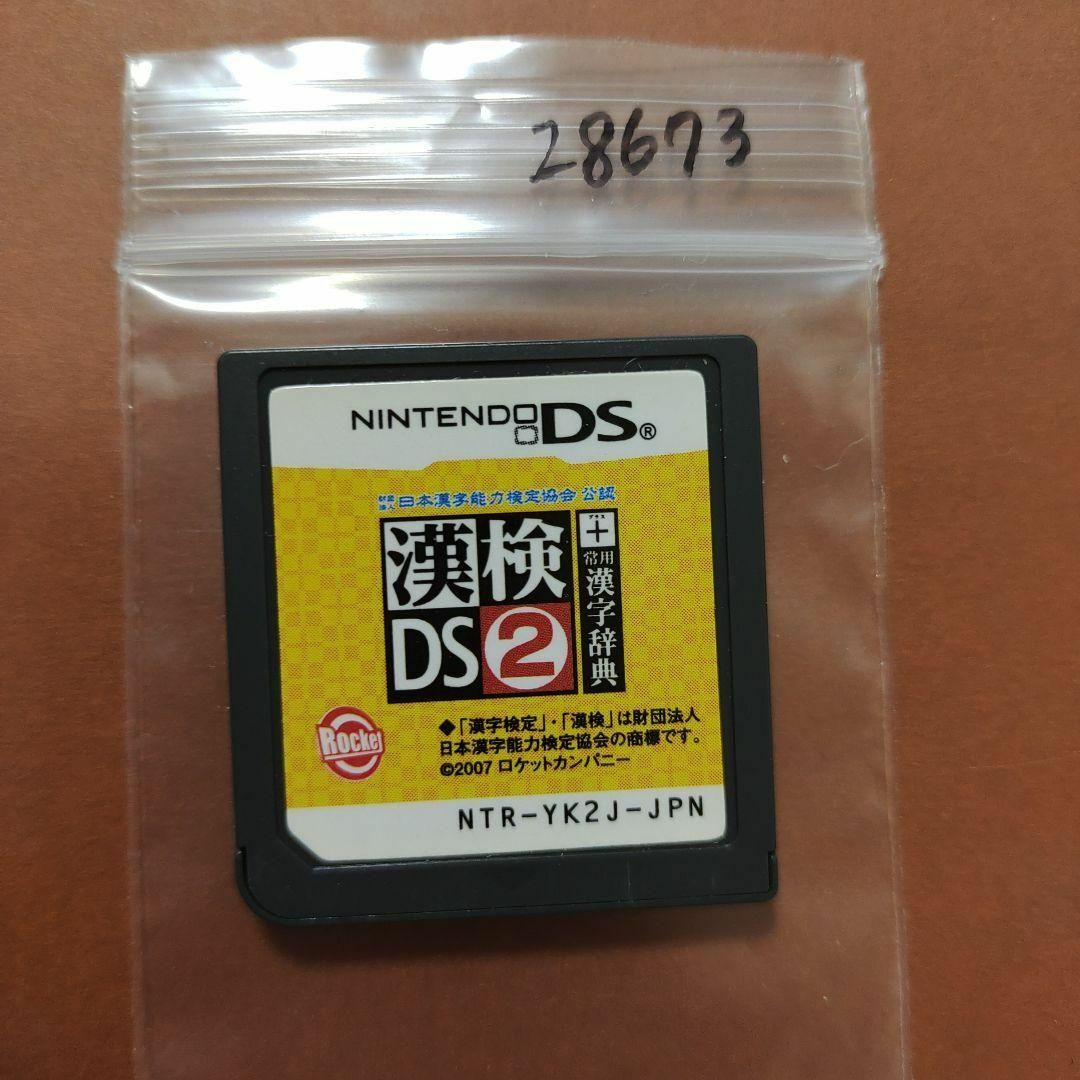 28673
NINTENDO DS®
財団法人 日本漢字能力検定協会 公認
漢検
DS2
プラス
+
常用
漢字辞典
Rocket
◆「漢字検定」・「漢検」は財団法人
日本漢字能力検定協会の商標です。
©2007 ロケットカンパニー
NTR-YK2J-JPN